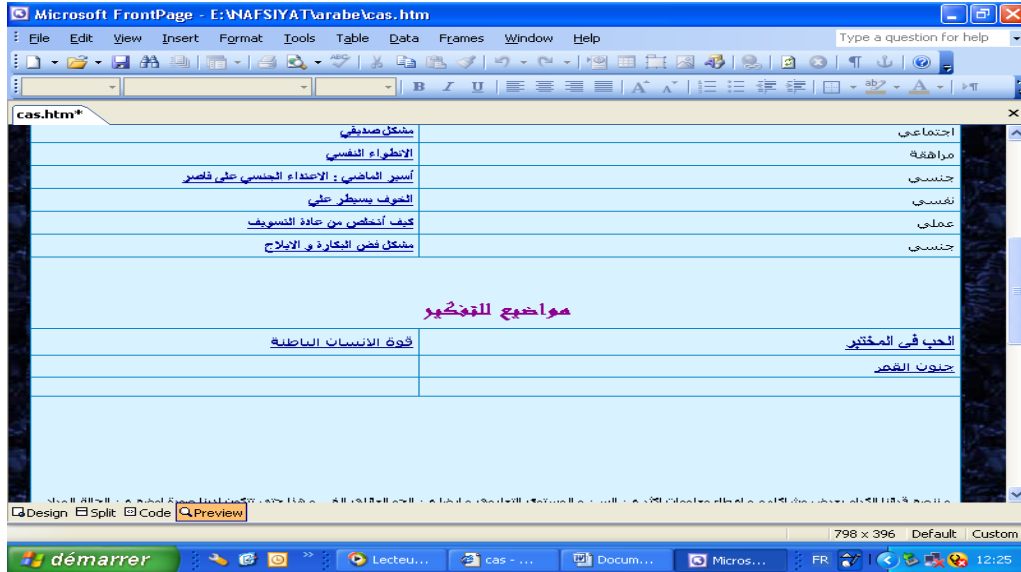 Microsoft FrontPage - E:\NAFSIYAT\arabe\cas.htm
File Edit View Insert Format Tools Table Data Frames Window Help
Type a question for help
cas.htm*
اجتماعي مشكل صديقي
مراهقة الانطواء النفسي
جنسي أسير الماضي : الاعتداء الجنسي على قاصر
نفسي الخوف يسيطر علي
عملي كيف أتخلص من عادة التسويف
جنسي مشكل فض البكارة و الايلاج
مواضيع للتفكير
الحب في المختبر قوة الانسان الباطنة
جنون القمر
Design Split Code Preview
798 x 396 Default Custom
démarrer Lecteu... cas - ... Docum... Micros... FR 12:25